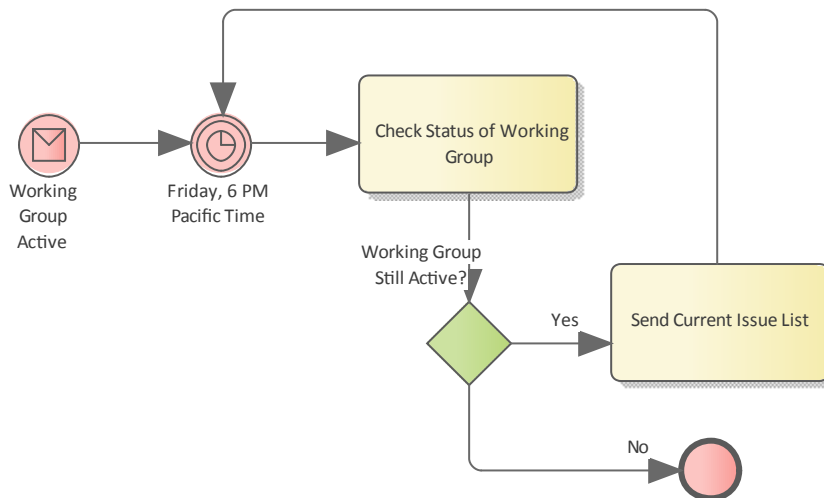 Working
Group
Active
Friday, 6 PM
Pacific Time
Check Status of Working
Group
Working Group
Still Active?
Yes
Send Current Issue List
No